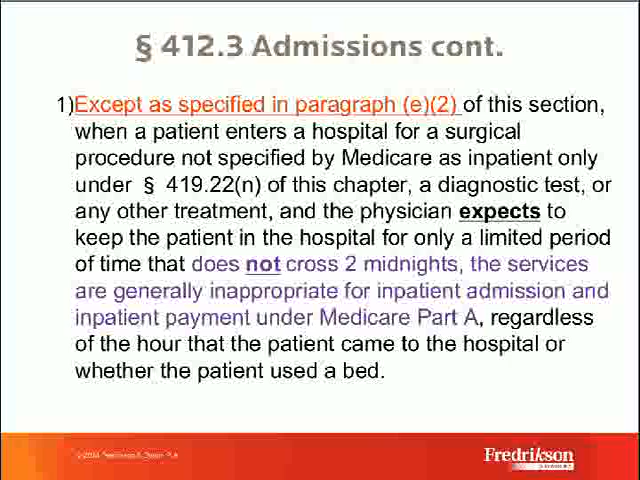 § 412.3 Admissions cont.
1)Except as specified in paragraph (e)(2) of this section,
when a patient enters a hospital for a surgical
procedure not specified by Medicare as inpatient only
under § 419.22(n) of this chapter, a diagnostic test, or
any other treatment, and the physician expects to
keep the patient in the hospital for only a limited period
of time that does not cross 2 midnights, the services
are generally inappropriate for inpatient admission and
inpatient payment under Medicare Part A, regardless
of the hour that the patient came to the hospital or
whether the patient used a bed.
Fredrikson